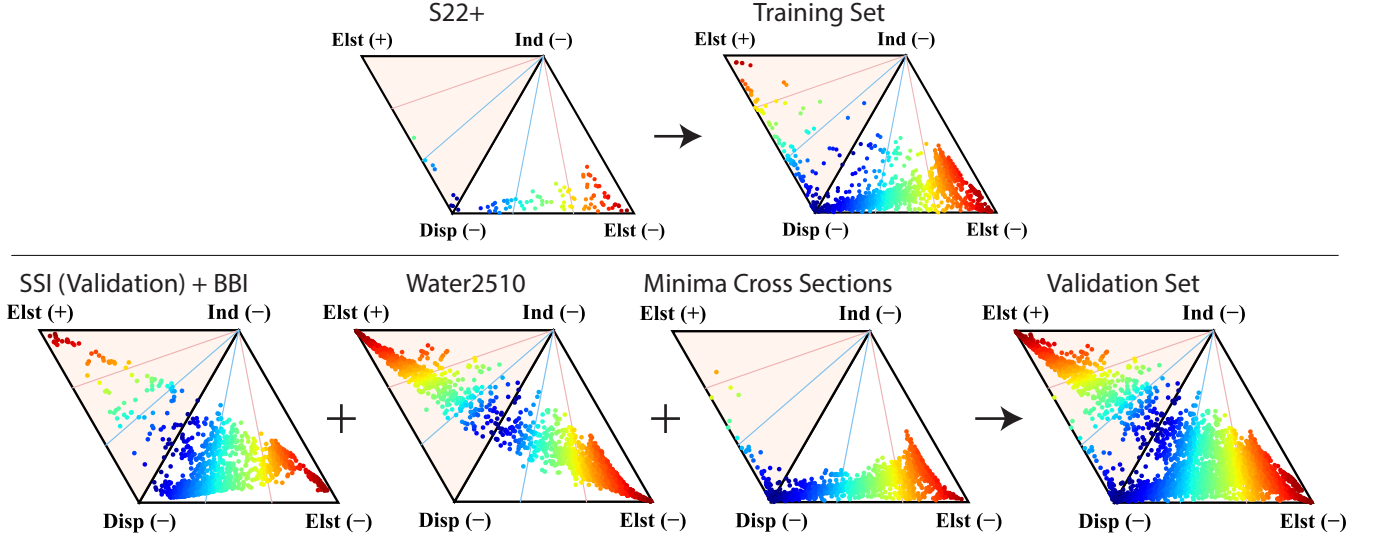 S22+
Training Set
Elst (+) Ind (−)
Elst (+) Ind (−)
Disp (−) Elst (−)
Disp (−) Elst (−)
SSI (Validation) + BBI
Water2510
Minima Cross Sections
Validation Set
Elst (+) Ind (−)
Elst (+) Ind (−)
Elst (+) Ind (−)
Elst (+) Ind (−)
+
+
Disp (−) Elst (−)
Disp (−) Elst (−)
Disp (−) Elst (−)
Disp (−) Elst (−)